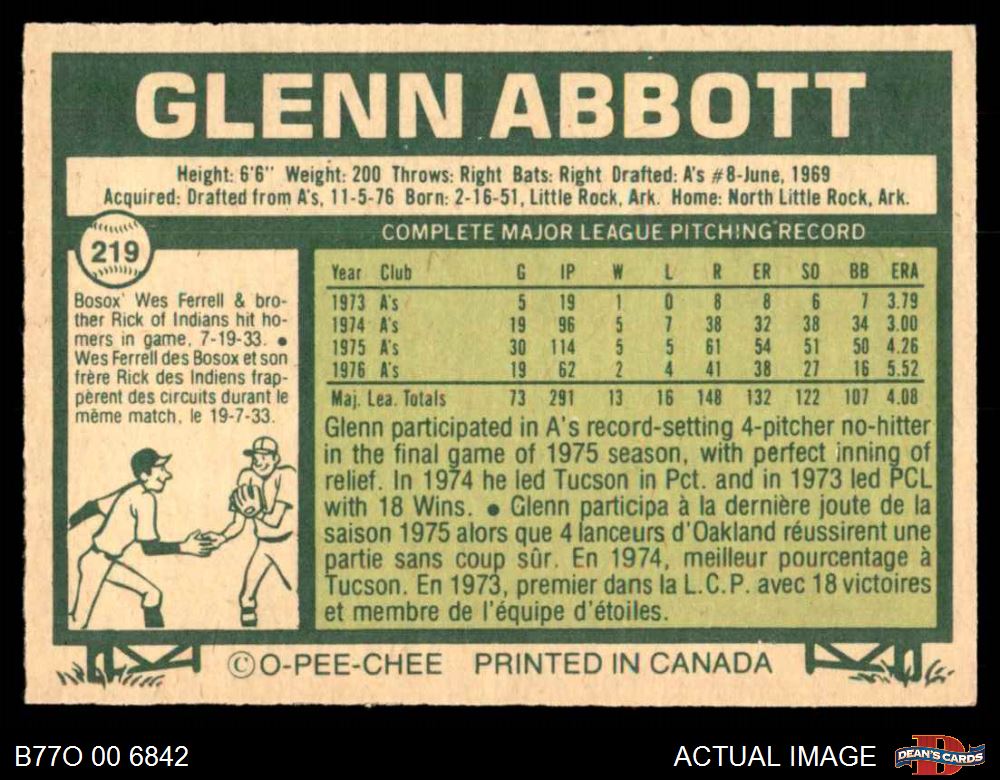 GLENN ABBOTT
Height: 6'6" Weight: 200 Throws: Right Bats: Right Drafted: A's #8-June, 1969
Acquired: Drafted from A's, 11-5-76 Born: 2-16-51, Little Rock, Ark. Home: North Little Rock, Ark.
219
Bosox' Wes Ferrell & bro-
ther Rick of Indians hit ho-
mers in game, 7-19-33. ●
Wes Ferrell des Bosox et son
frère Rick des Indiens frap-
pèrent des circuits durant le
même match, le 19-7-33.
COMPLETE MAJOR LEAGUE PITCHING RECORD
Year Club G IP W L R ER SO BB ERA
1973 A's 5 19 1 0 8 8 6 7 3.79
1974 A's 19 96 5 7 38 32 38 34 3.00
1975 A's 30 114 5 5 61 54 51 50 4.26
1976 A's 19 62 2 4 41 38 27 16 5.52
Maj. Lea. Totals 73 291 13 16 148 132 122 107 4.08
Glenn participated in A's record-setting 4-pitcher no-hitter
in the final game of 1975 season, with perfect inning of
relief. In 1974 he led Tucson in Pct. and in 1973 led PCL
with 18 Wins. ● Glenn participa à la dernière joute de la
saison 1975 alors que 4 lanceurs d'Oakland réussirent une
partie sans coup sûr. En 1974, meilleur pourcentage à
Tucson. En 1973, premier dans la L.C.P. avec 18 victoires
et membre de l'équipe d'étoiles.
© O-PEE-CHEE PRINTED IN CANADA
B77O 00 6842
ACTUAL IMAGE
DEAN'S CARDS